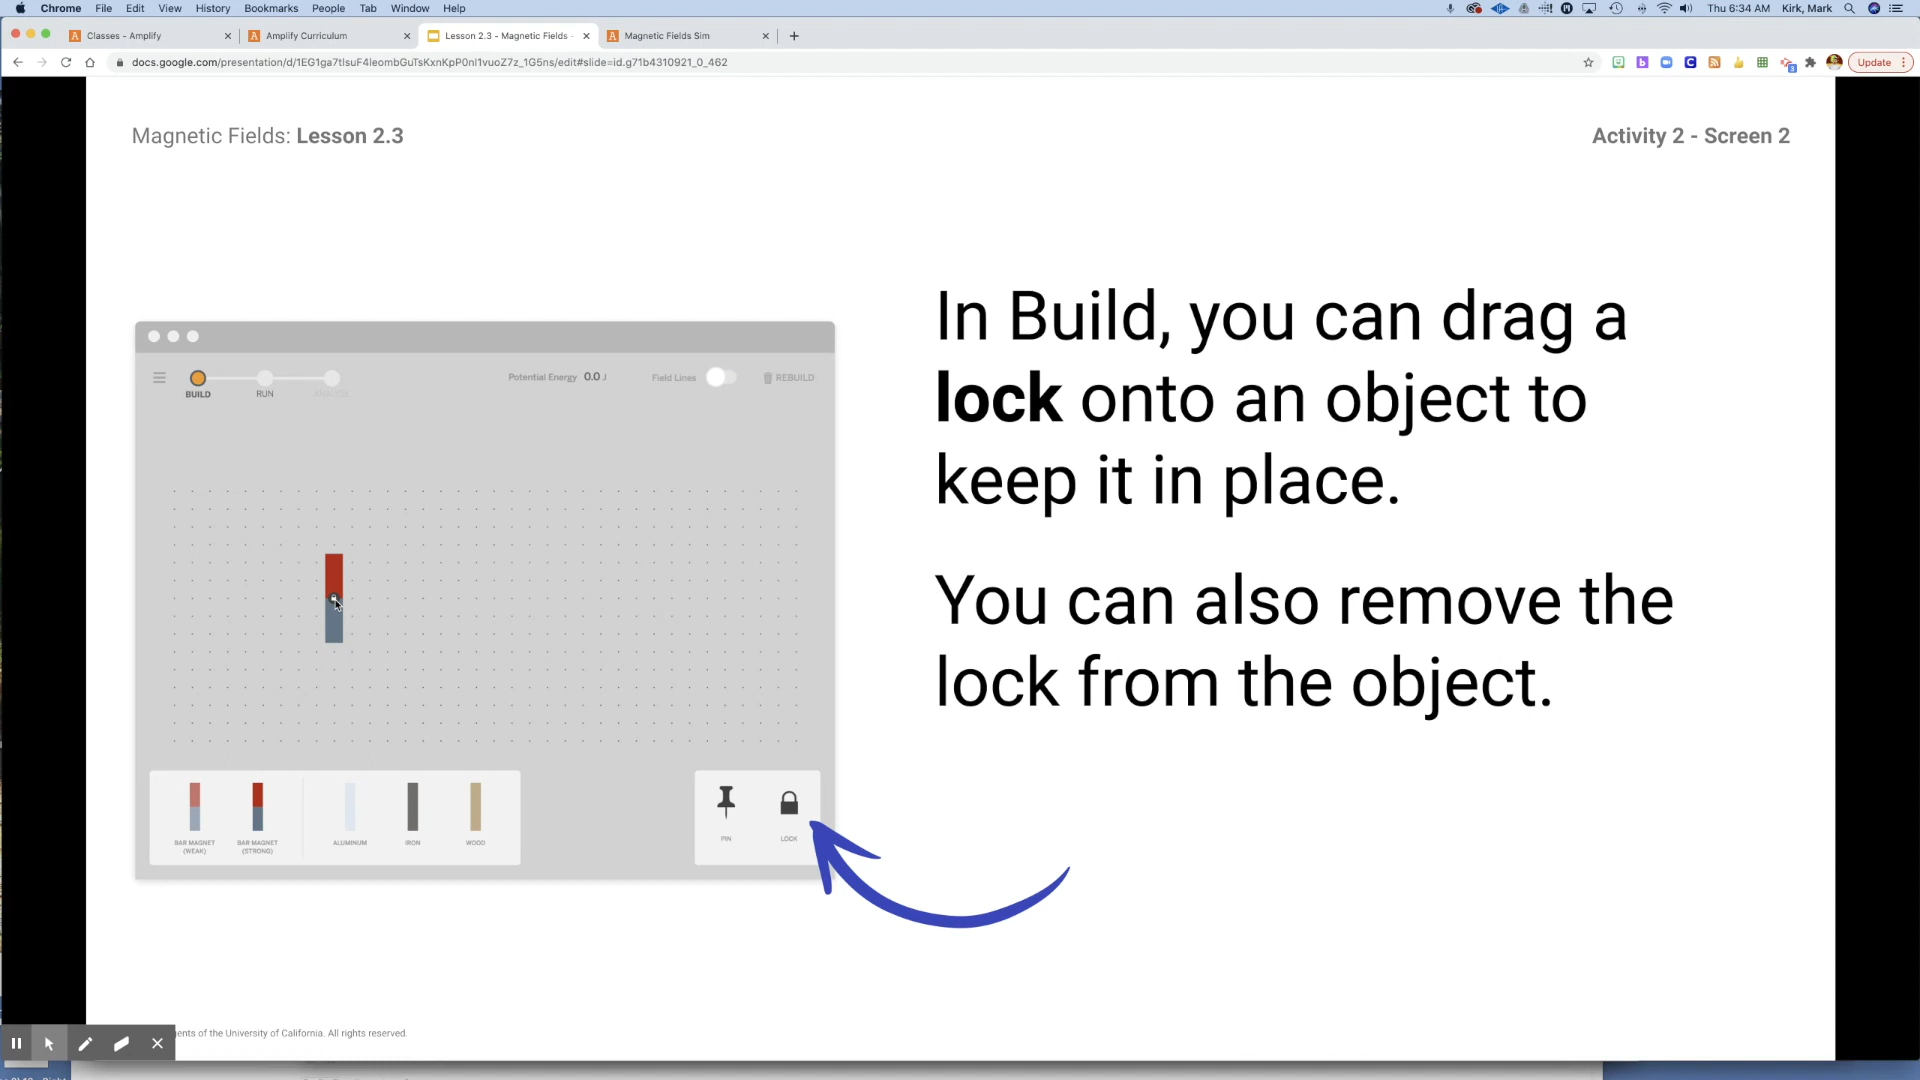 Chrome File Edit View History Bookmarks People Tab Window Help
Thu 6:34 AM Kirk, Mark
Classes - Amplify
Amplify Curriculum
Lesson 2.3 - Magnetic Fields -
Magnetic Fields Sim
docs.google.com/presentation/d/1EG1ga7tlsuF4leombGuTsKxnKpP0nl1vuoZ7z_1G5ns/edit#slide=id.g71b4310921_0_462
Update
Magnetic Fields: Lesson 2.3
Activity 2 - Screen 2
In Build, you can drag a
lock onto an object to
keep it in place.
You can also remove the
lock from the object.
Potential Energy 0.0 J
Field Lines
REBUILD
BUILD
RUN
ANALYZE
BAR MAGNET
(WEAK)
BAR MAGNET
(STRONG)
ALUMINUM
IRON
WOOD
PIN
LOCK
ents of the University of California. All rights reserved.